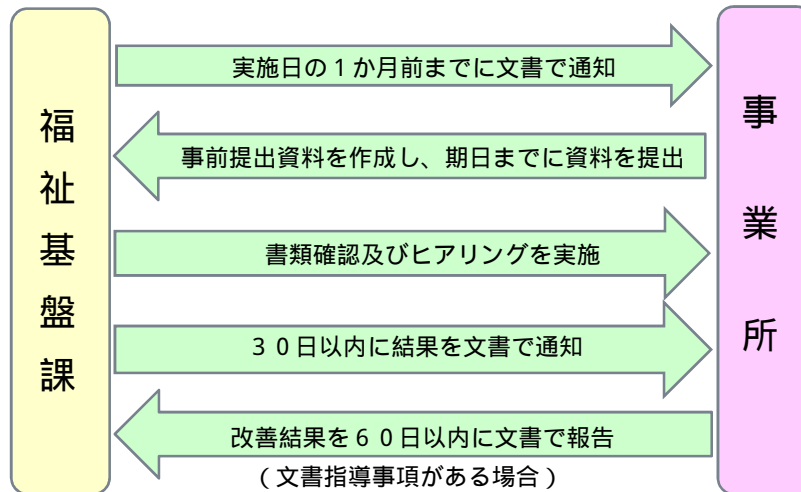 福祉基盤課
実施日の１か月前までに文書で通知
事前提出資料を作成し、期日までに資料を提出
書類確認及びヒアリングを実施
３０日以内に結果を文書で通知
改善結果を６０日以内に文書で報告
（文書指導事項がある場合）
事業所